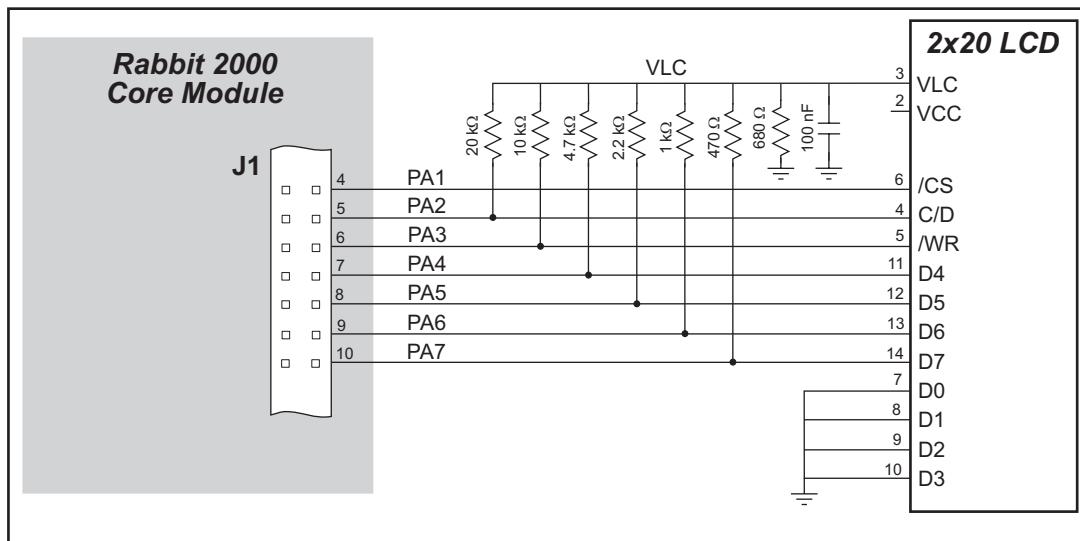 Rabbit 2000
Core Module
J1
4 PA1
5 PA2
6 PA3
7 PA4
8 PA5
9 PA6
10 PA7
VLC
20 kΩ
10 kΩ
4.7 kΩ
2.2 kΩ
1 kΩ
470 Ω
680 Ω
100 nF
2x20 LCD
3 VLC
2 VCC
6 /CS
4 C/D
5 /WR
11 D4
12 D5
13 D6
14 D7
7 D0
8 D1
9 D2
10 D3